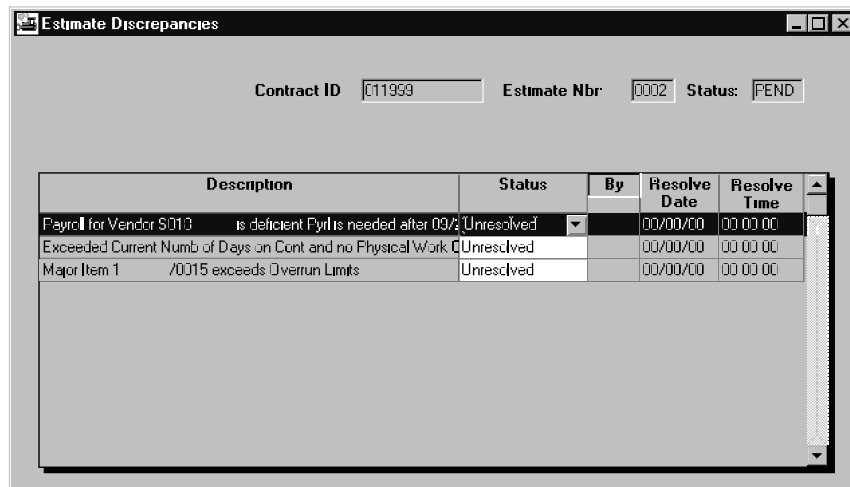 Estimate Discrepancies
Contract ID 011999 Estimate Nbr 0002 Status: PEND
Description Status By Resolve Date Resolve Time
Payroll for Vendor S010 is deficient Pyrl is needed after 09/2 Unresolved 00/00/00 00 00 00
Exceeded Current Numb of Days on Cont and no Physical Work C Unresolved 00/00/00 00 00 00
Major Item 1 /0015 exceeds Overrun Limits Unresolved 00/00/00 00 00 00